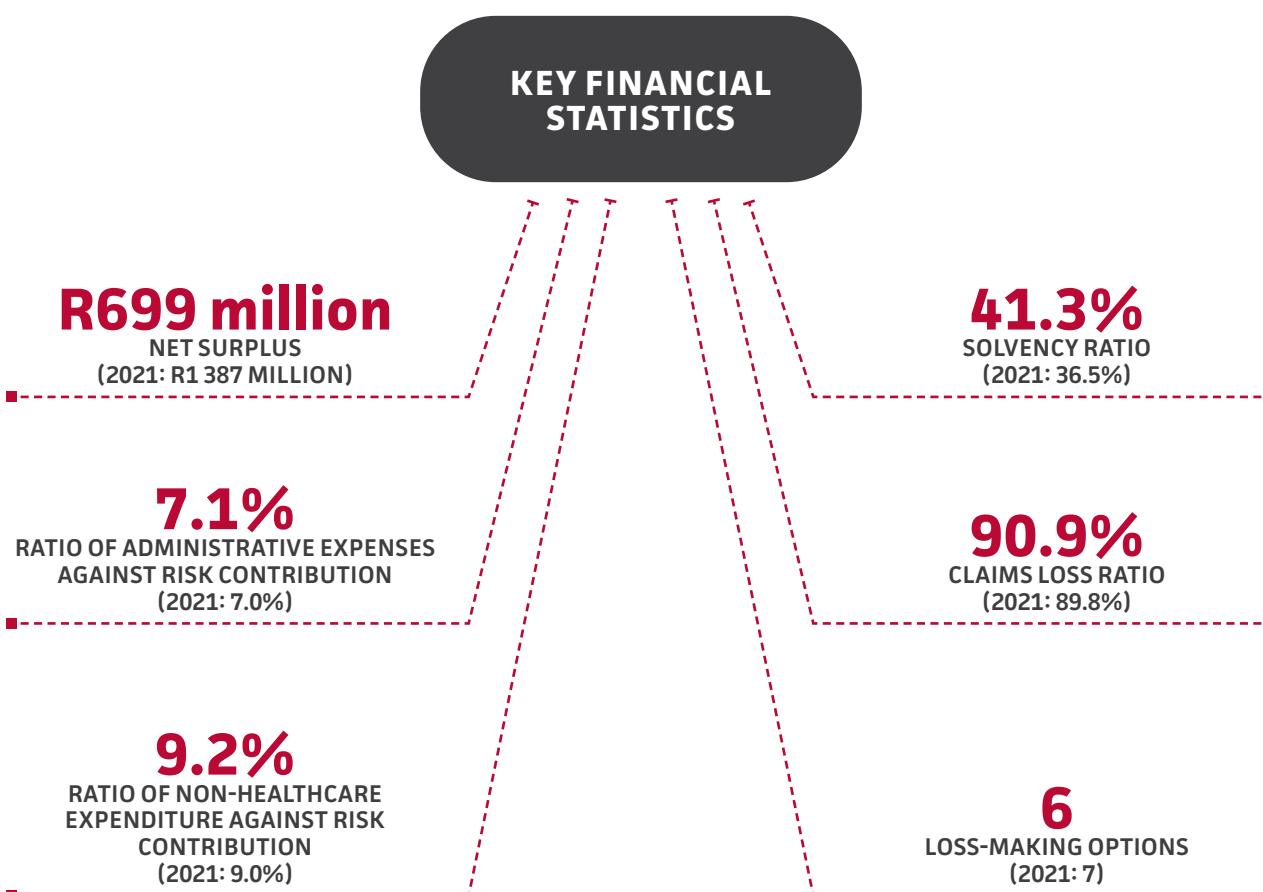 KEY FINANCIAL
STATISTICS
R699 million
NET SURPLUS
(2021: R1 387 MILLION)
7.1%
RATIO OF ADMINISTRATIVE EXPENSES
AGAINST RISK CONTRIBUTION
(2021: 7.0%)
9.2%
RATIO OF NON-HEALTHCARE
EXPENDITURE AGAINST RISK
CONTRIBUTION
(2021: 9.0%)
41.3%
SOLVENCY RATIO
(2021: 36.5%)
90.9%
CLAIMS LOSS RATIO
(2021: 89.8%)
6
LOSS-MAKING OPTIONS
(2021: 7)